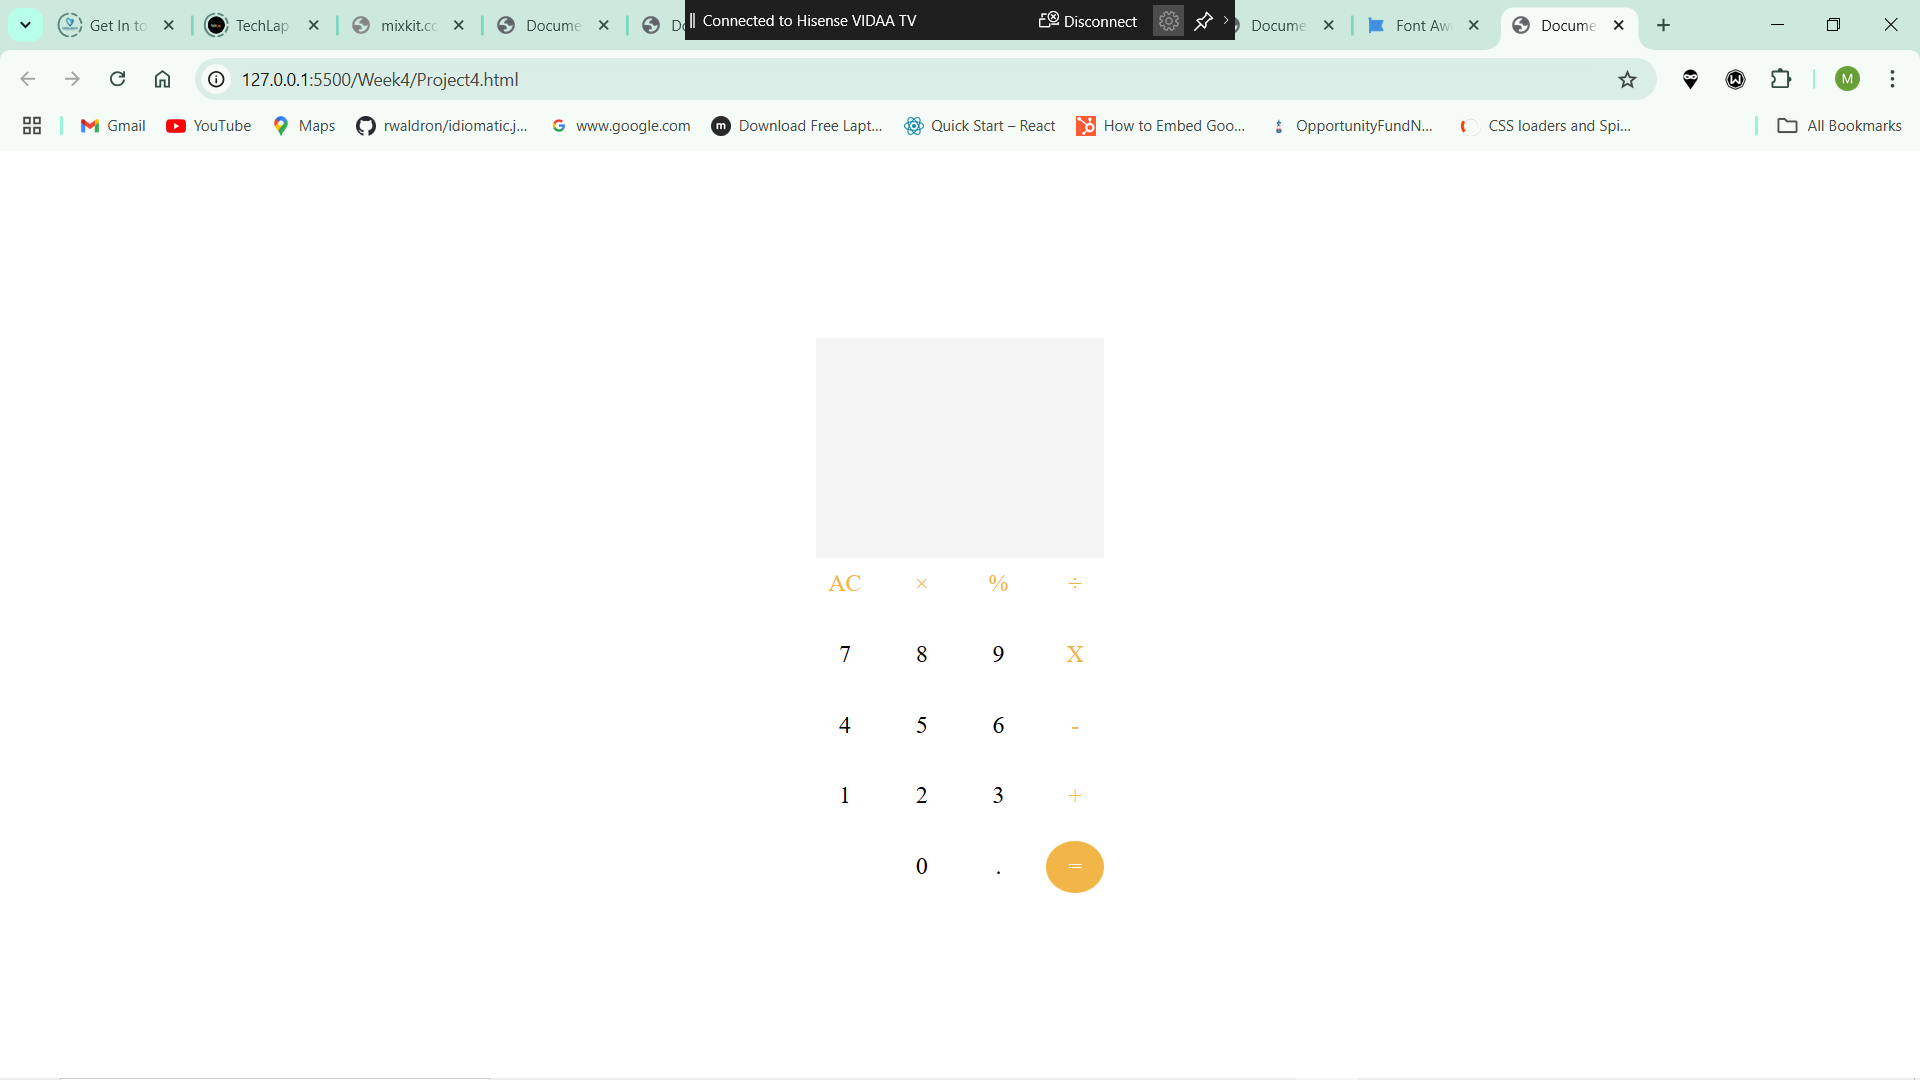 Get In to TechLap mixkit.co Docume Do Connected to Hisense VIDAA TV Disconnect Docume Font Aw Docume
127.0.0.1:5500/Week4/Project4.html M
Gmail YouTube Maps rwaldron/idiomatic.j... www.google.com m Download Free Lapt... Quick Start – React How to Embed Goo... OpportunityFundN... CSS loaders and Spi... All Bookmarks
AC × % ÷
7 8 9 X
4 5 6 -
1 2 3 +
0 . =